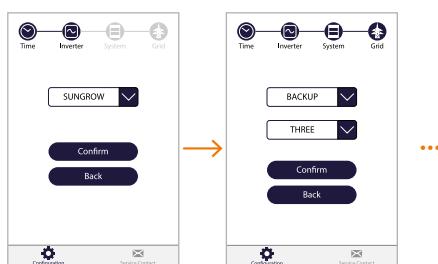 Time Inverter System Grid
SUNGROW
Confirm
Back
Configuration Service Contact
Time Inverter System Grid
BACKUP
THREE
Confirm
Back
Configuration Service Contact